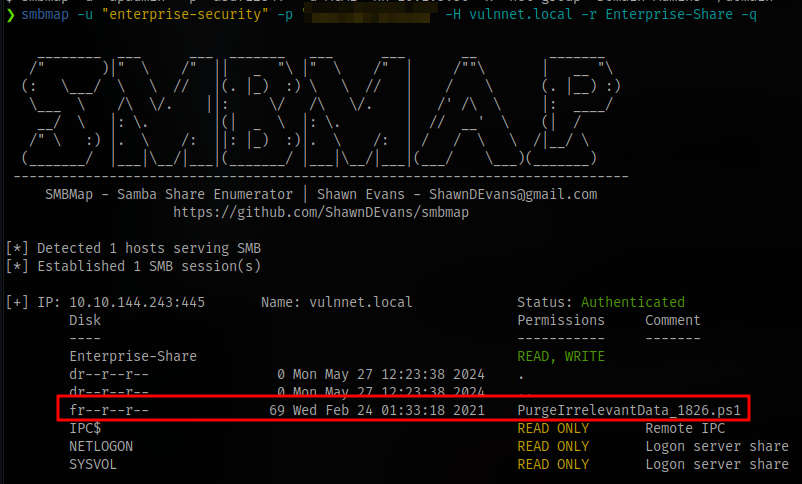 ❯ smbmap -u "enterprise-security" -p " -H vulnnet.local -r Enterprise-Share -q
SMBMAP
SMBMap - Samba Share Enumerator | Shawn Evans - ShawnDEvans@gmail.com
https://github.com/ShawnDEvans/smbmap
[*] Detected 1 hosts serving SMB
[*] Established 1 SMB session(s)
[+] IP: 10.10.144.243:445 Name: vulnnet.local Status: Authenticated
Disk Permissions Comment
---- ----------- -------
Enterprise-Share READ, WRITE
dr--r--r-- 0 Mon May 27 12:23:38 2024 .
dr--r--r-- 0 Mon May 27 12:23:38 2024 ..
fr--r--r-- 69 Wed Feb 24 01:33:18 2021 PurgeIrrelevantData_1826.ps1
IPC$ READ ONLY Remote IPC
NETLOGON READ ONLY Logon server share
SYSVOL READ ONLY Logon server share